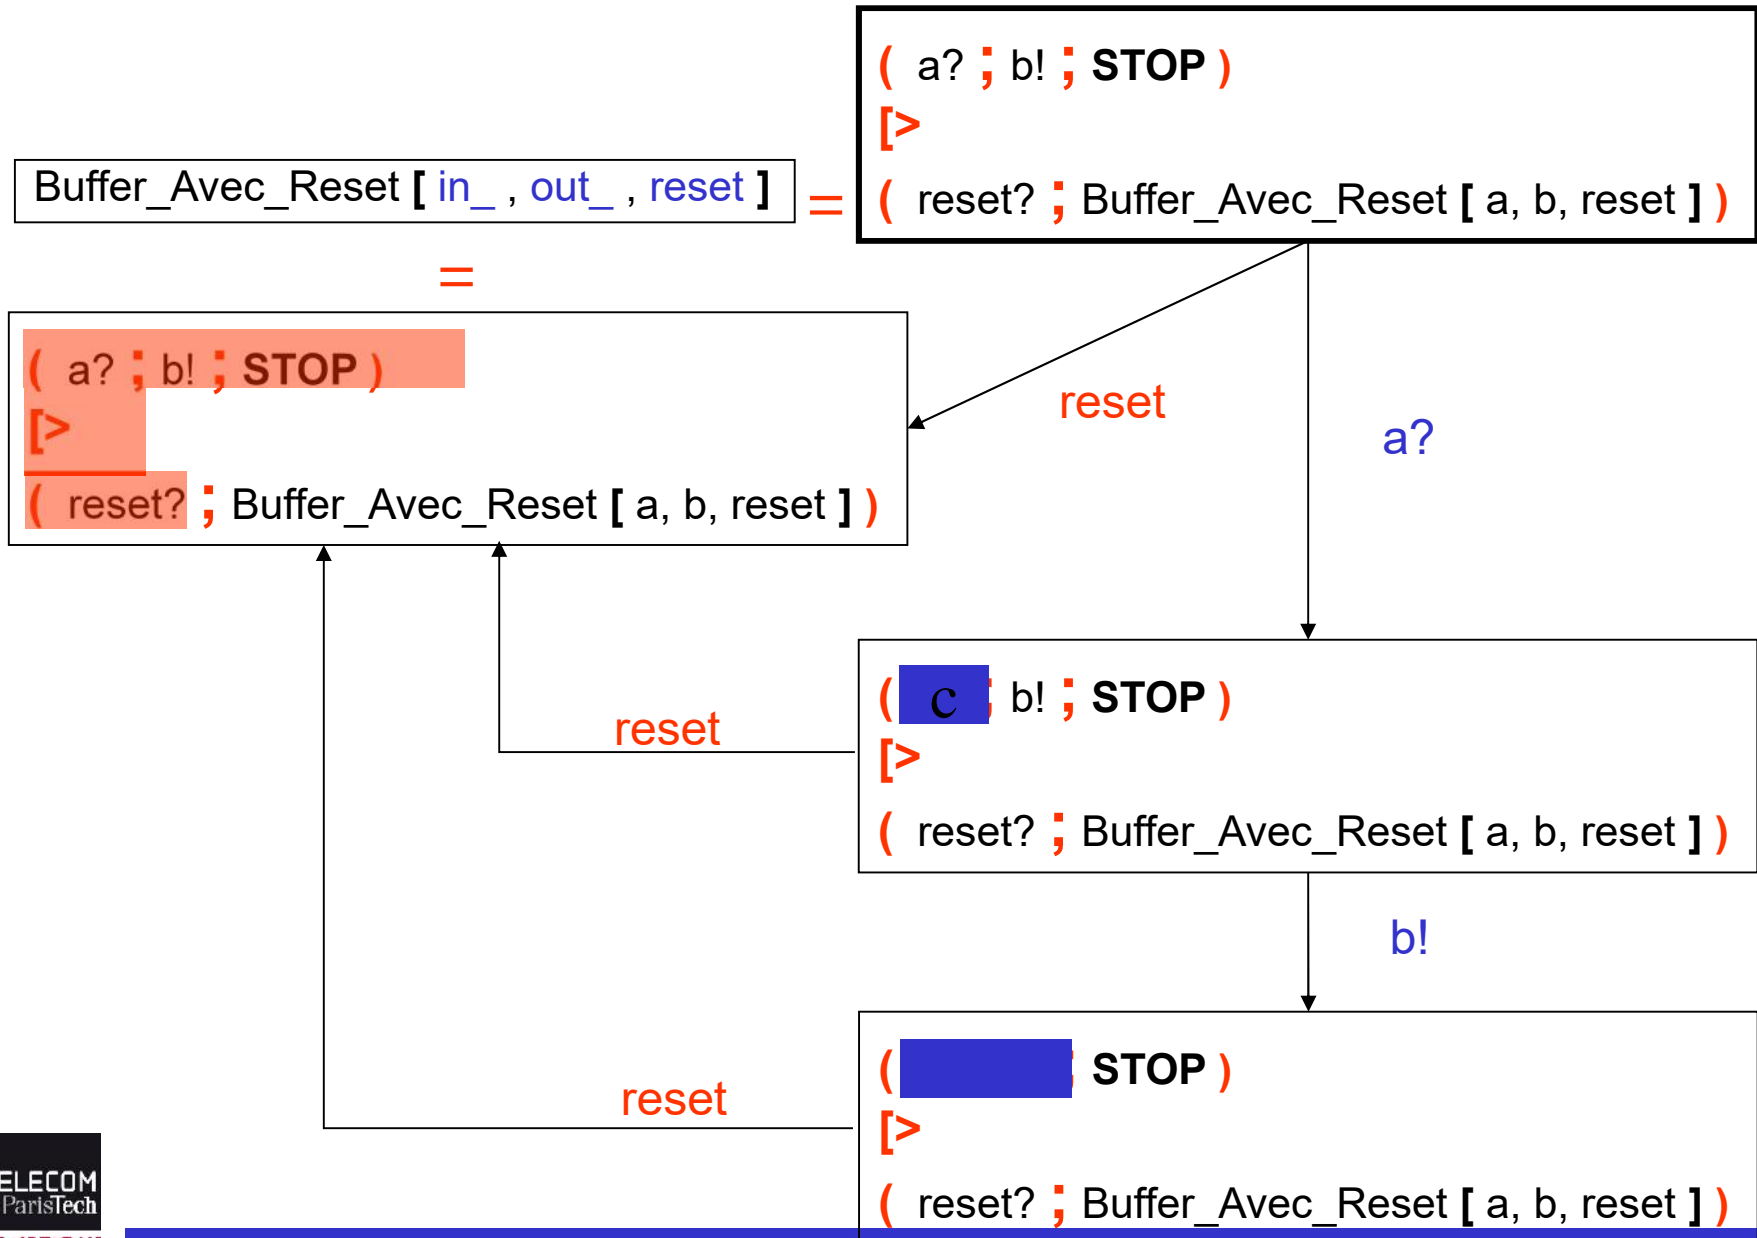 ( a? ; b! ; STOP )
[>
( reset? ; Buffer_Avec_Reset [ a, b, reset ] )
Buffer_Avec_Reset [ in_ , out_ , reset ]
=
=
( a? ; b! ; STOP )
[>
( reset? ; Buffer_Avec_Reset [ a, b, reset ] )
reset
a?
( c ; b! ; STOP )
[>
( reset? ; Buffer_Avec_Reset [ a, b, reset ] )
reset
b!
( ; STOP )
[>
( reset? ; Buffer_Avec_Reset [ a, b, reset ] )
reset
ELECOM
ParisTech